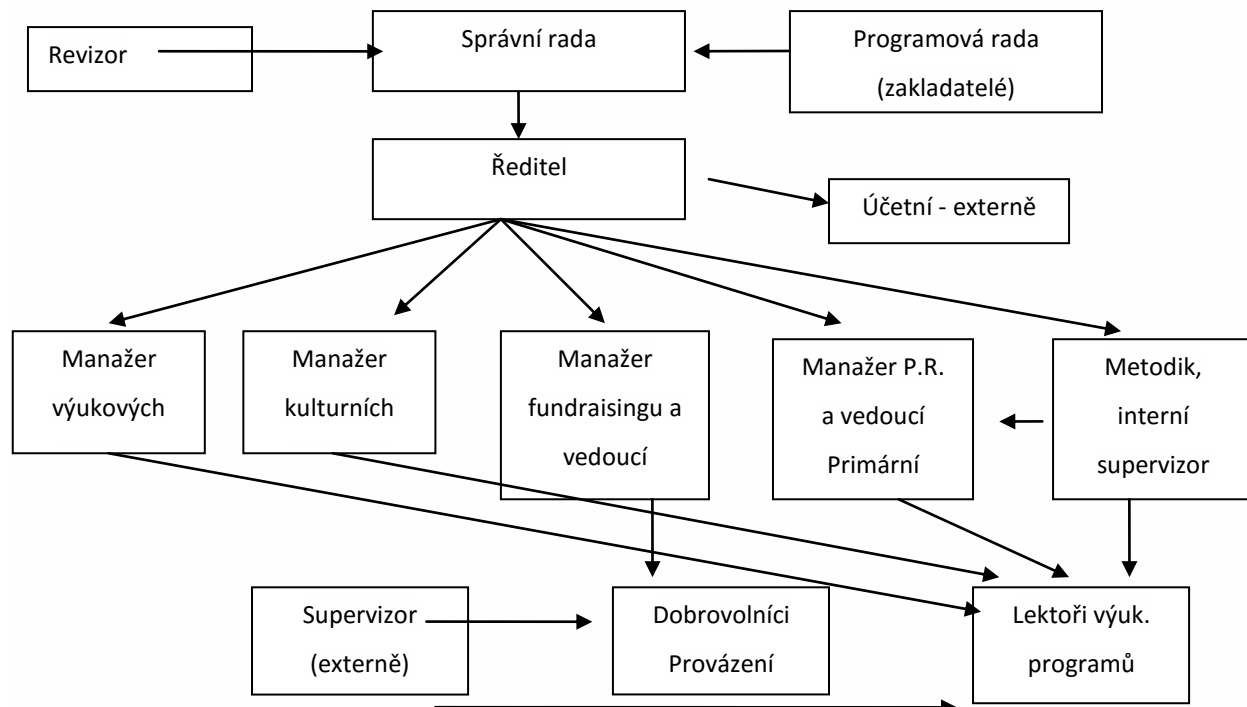 Revizor
Správní rada
Programová rada
(zakladatelé)
Ředitel
Účetní - externě
Manažer
výukových
Manažer
kulturních
Manažer
fundraisingu a
vedoucí
Manažer P.R.
a vedoucí
Primární
Metodik,
interní
supervizor
Supervizor
(externě)
Dobrovolníci
Provázení
Lektoři výuk.
programů